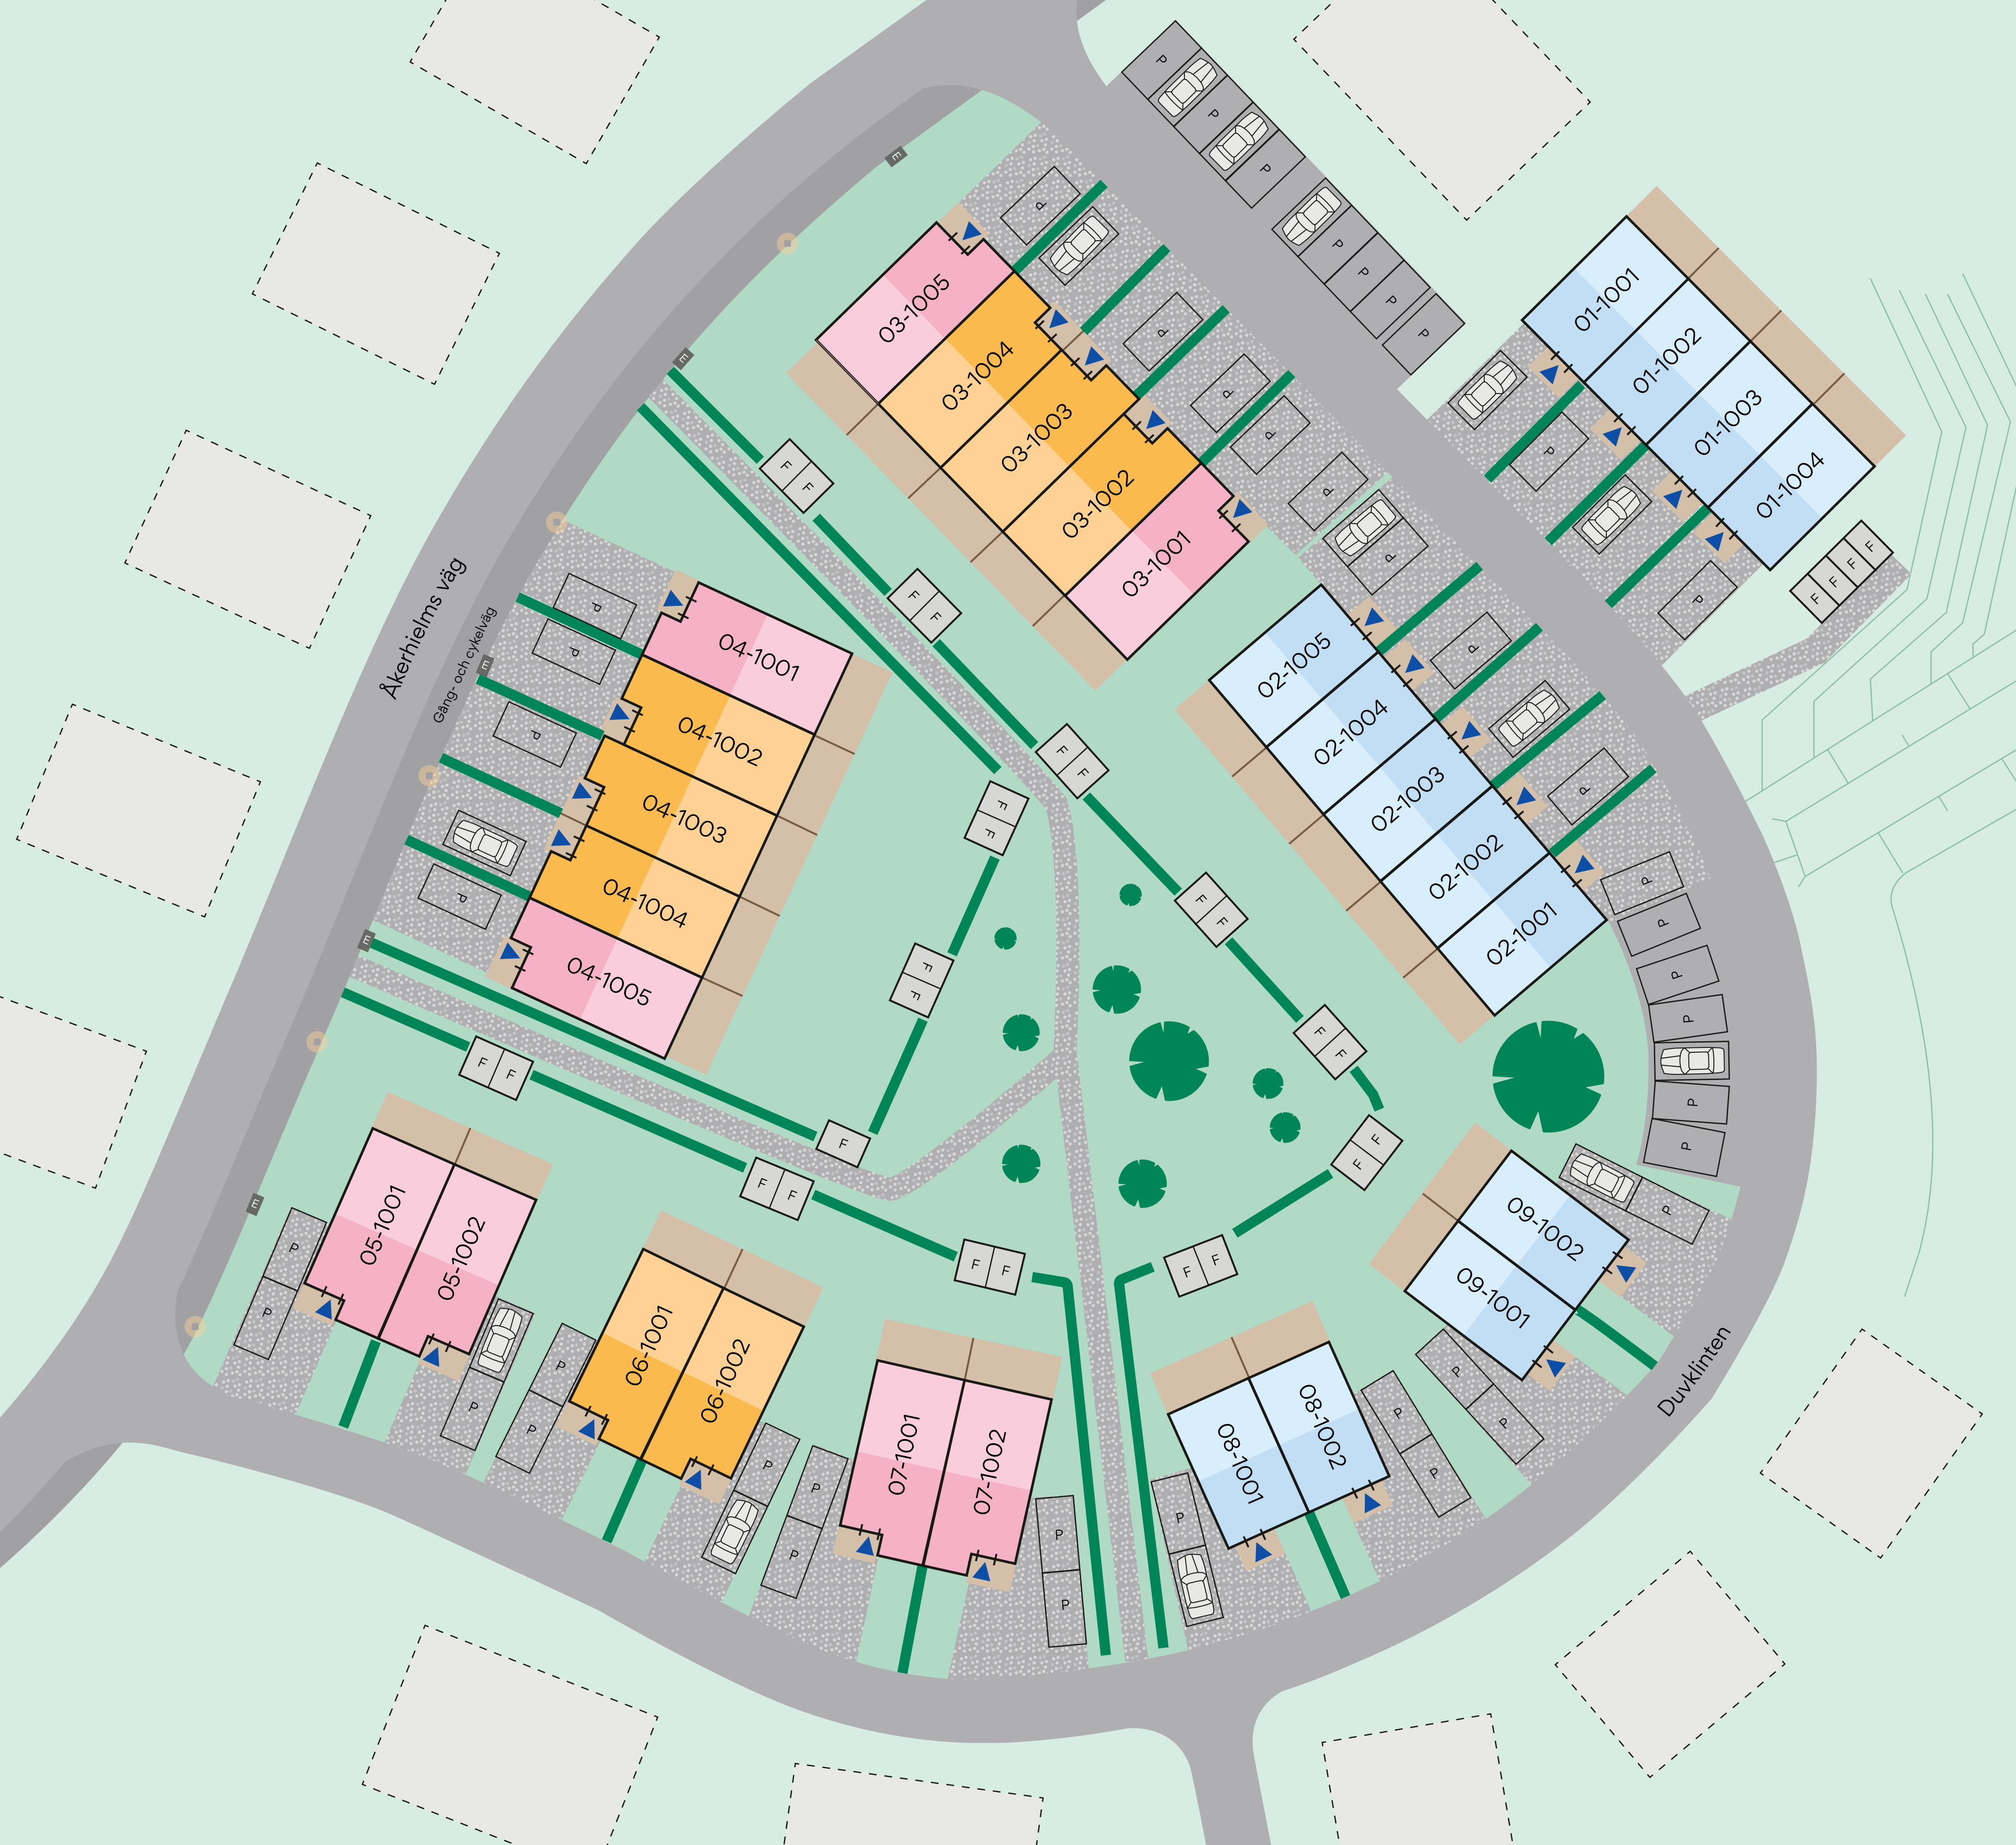 P
P
P
P
P
P
P
P
E
E
E
E
E
03-1005
03-1004
03-1003
03-1002
03-1001
P
P
P
P
P
P
01-1001
01-1002
01-1003
01-1004
P
P
F F F F
02-1005
02-1004
02-1003
02-1002
02-1001
P
P
P
P
P
P
P
P
Åkerhielms väg
Gång- och cykelväg
04-1001
04-1002
04-1003
04-1004
04-1005
P
P
P
P
F F
F F
F F
F F
F F
F F
F F
F F
F F
F F
F F
F F
F
05-1001
05-1002
P
P
P
06-1001
06-1002
P
P
P
07-1001
07-1002
P
P
P
P
08-1001
08-1002
P
P
P
09-1002
09-1001
P
P
P
Duvklinten